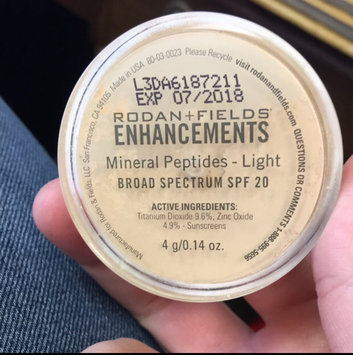 L3DA6187211
EXP 07/2018
RODAN+FIELDS
ENHANCEMENTS
Mineral Peptides - Light
BROAD SPECTRUM SPF 20
ACTIVE INGREDIENTS:
Titanium Dioxide 9.6%, Zinc Oxide
4.9% - Sunscreens
4 g/0.14 oz.
Manufactured for Rodan & Fields, LLC San Francisco, CA 94105 Made in USA 80-03-0023 Please Recycle visit rodanandfields.com QUESTIONS OR COMMENTS 1-888-995-5656